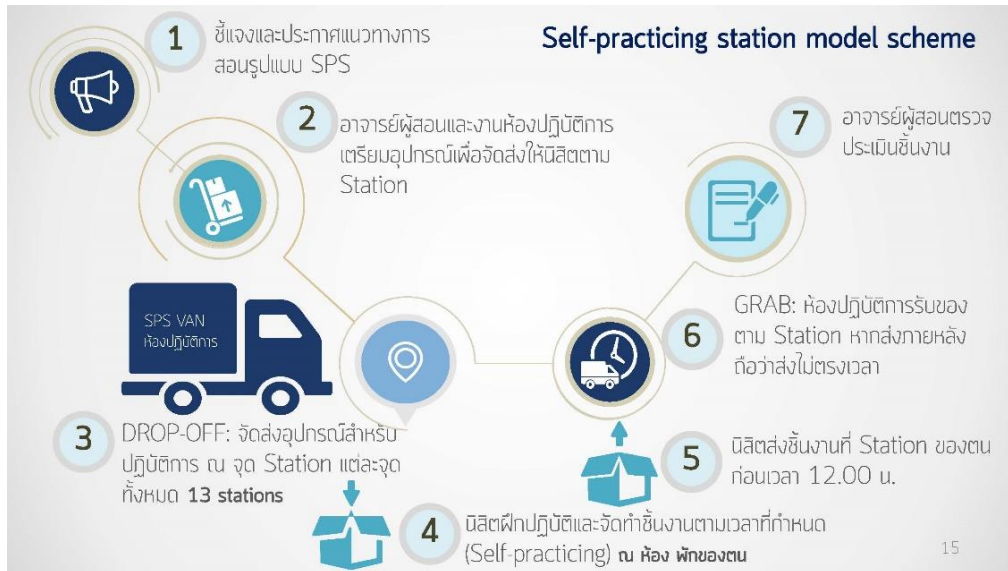 Self-practicing station model scheme
1
ชี้แจงและประกาศแนวทางการ
สอนรูปแบบ SPS
2
อาจารย์ผู้สอนและงานห้องปฏิบัติการ
เตรียมอุปกรณ์เพื่อจัดส่งให้นิสิตตาม
Station
SPS VAN
ห้องปฏิบัติการ
3
DROP-OFF: จัดส่งอุปกรณ์สำหรับ
ปฏิบัติการ ณ จุด Station แต่ละจุด
ทั้งหมด 13 stations
4
นิสิตฝึกปฏิบัติและจัดทำชิ้นงานตามเวลาที่กำหนด
(Self-practicing) ณ ห้อง พักของตน
5
นิสิตส่งชิ้นงานที่ Station ของตน
ก่อนเวลา 12.00 น.
6
GRAB: ห้องปฏิบัติการรับของ
ตาม Station หากส่งภายหลัง
ถือว่าส่งไม่ตรงเวลา
7
อาจารย์ผู้สอนตรวจ
ประเมินชิ้นงาน
15